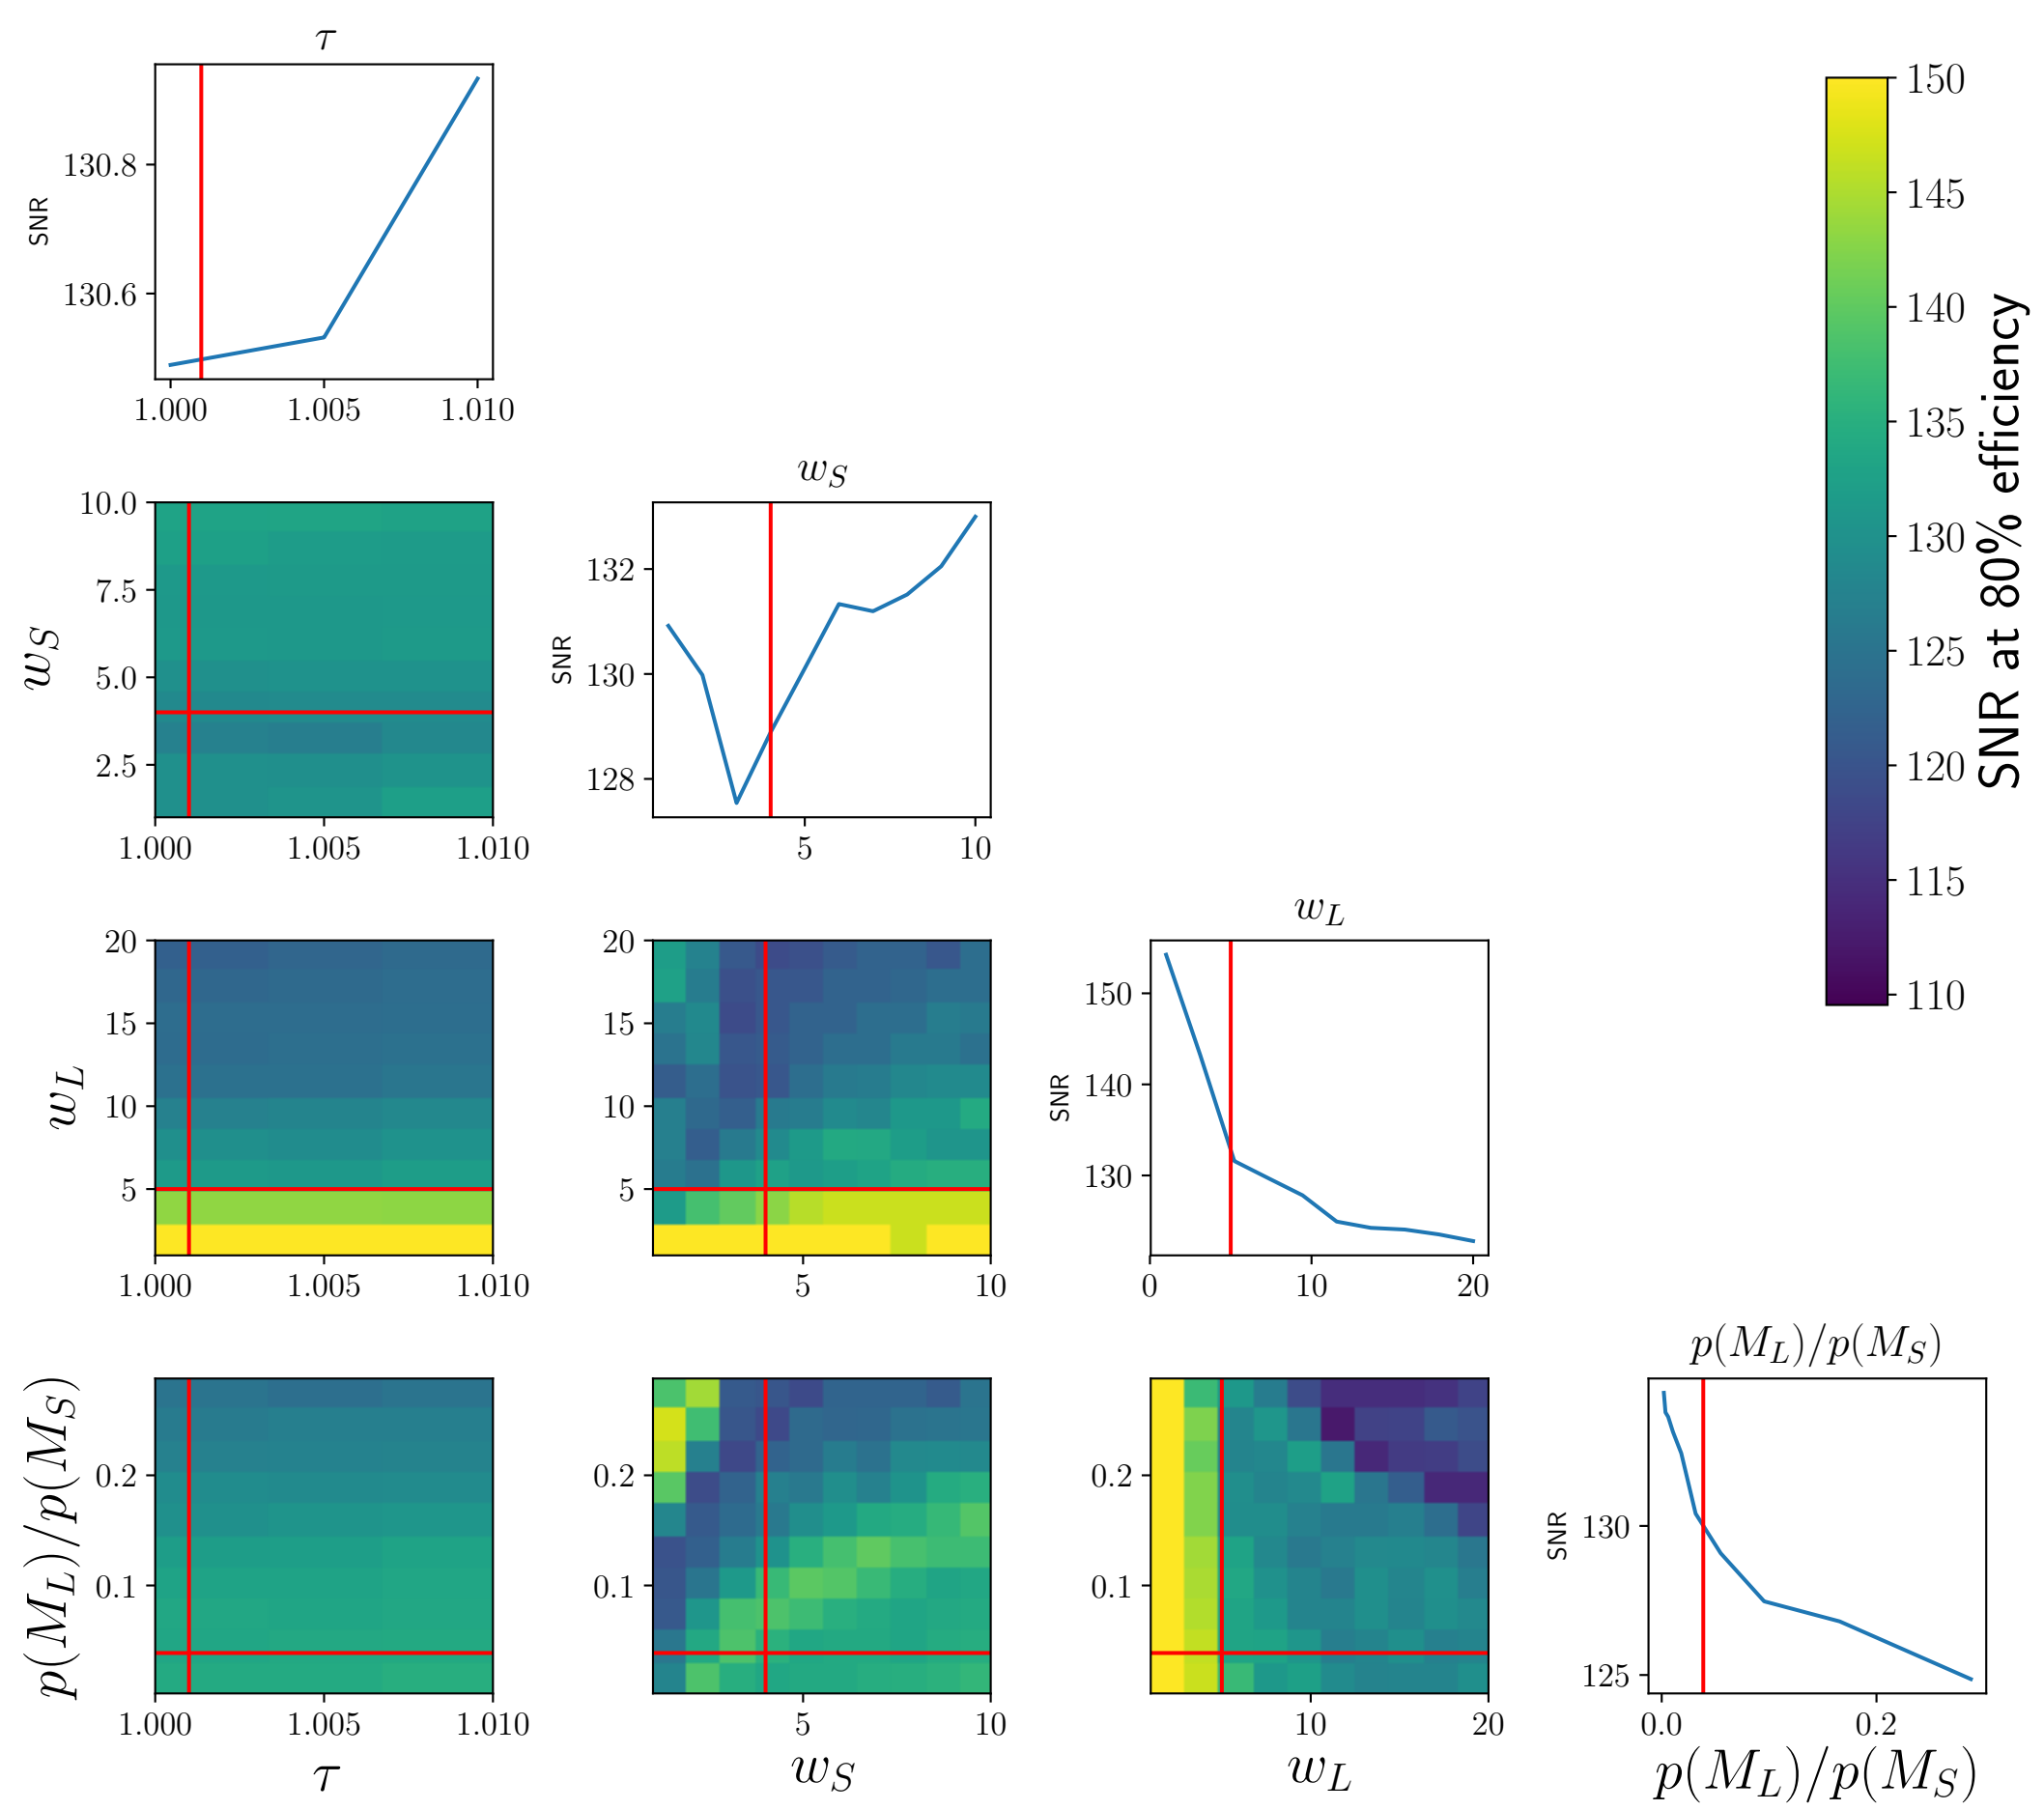 τ
SNR
130.8
130.6
1.000 1.005 1.010
w_S
10.0
7.5
5.0
2.5
1.000 1.005 1.010
w_S
SNR
132
130
128
5 10
w_L
20
15
10
5
1.000 1.005 1.010
20
15
10
5
5 10
w_L
SNR
150
140
130
0 10 20
p(M_L)/p(M_S)
0.2
0.1
1.000 1.005 1.010
τ
0.2
0.1
5 10
w_S
0.2
0.1
10 20
w_L
p(M_L)/p(M_S)
SNR
130
125
0.0 0.2
p(M_L)/p(M_S)
150
145
140
135
130
125
120
115
110
SNR at 80% efficiency